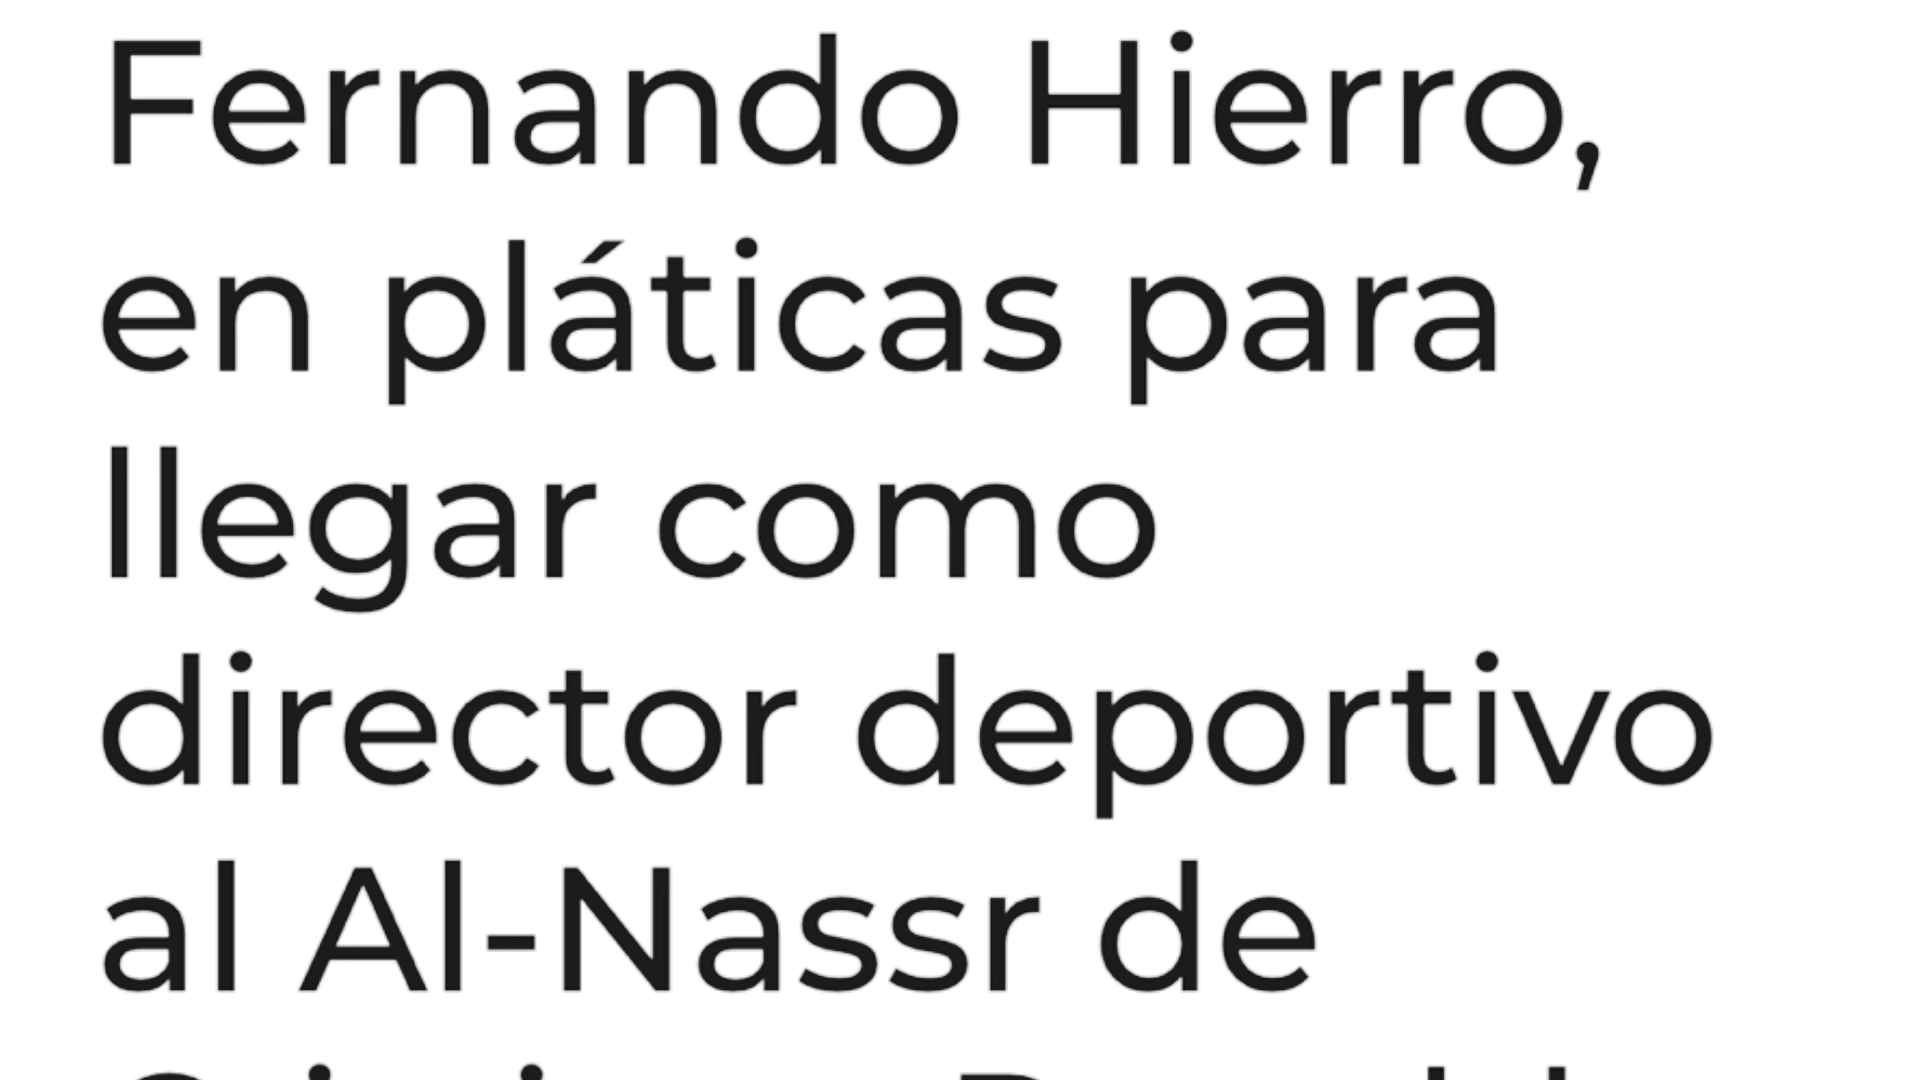 Fernando Hierro,
en pláticas para
llegar como
director deportivo
al Al-Nassr de